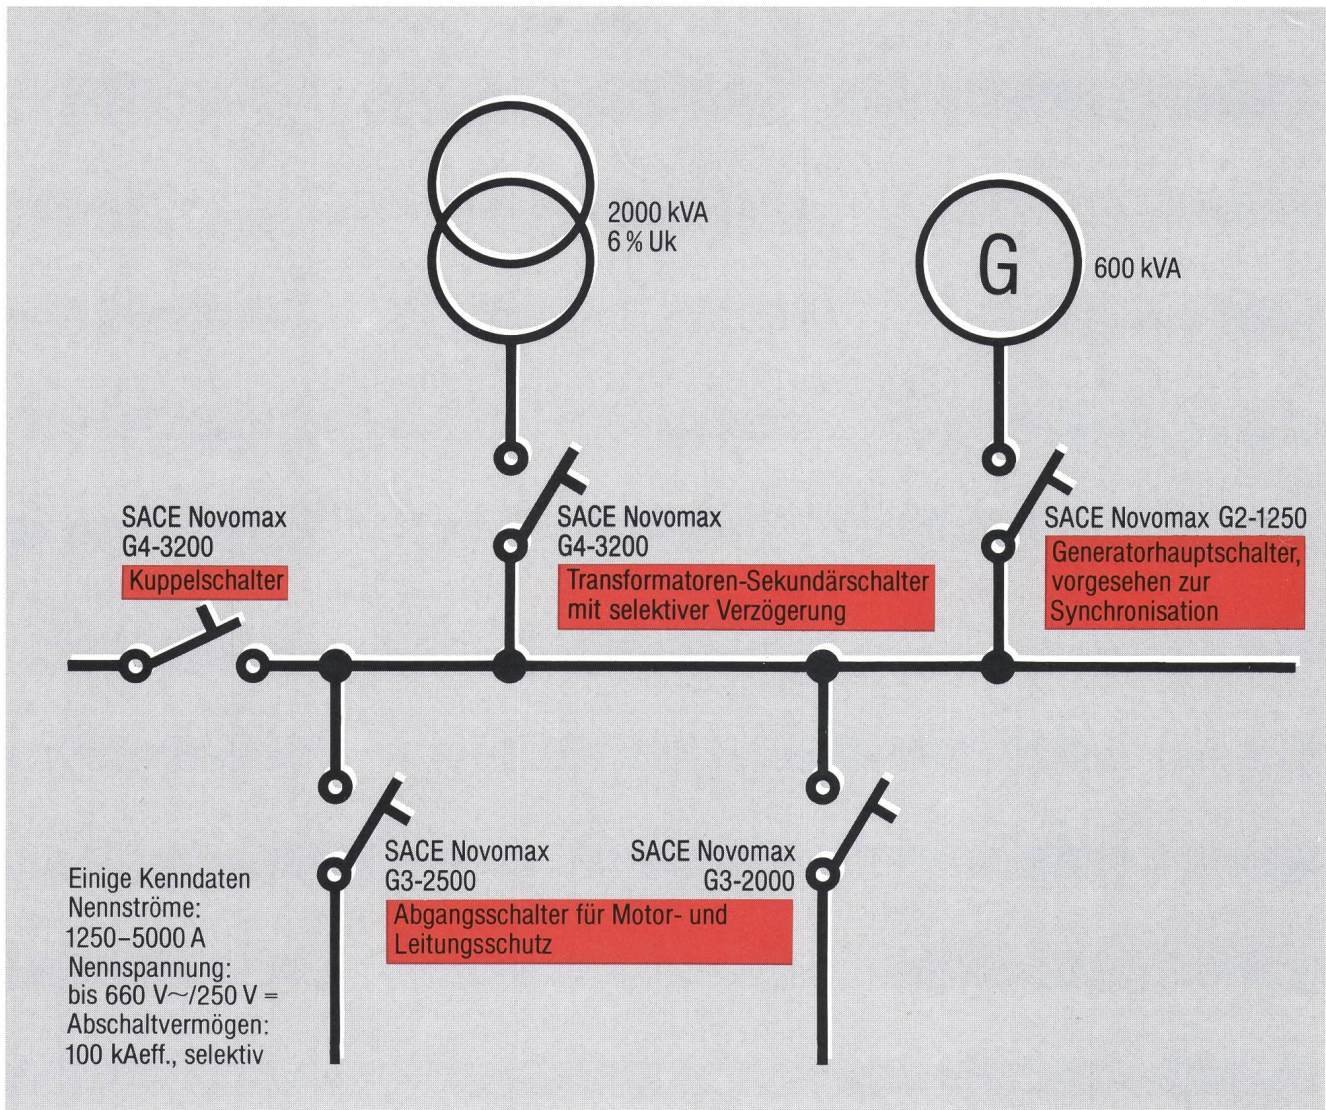 2000 kVA
6 % Uk
G
600 kVA
SACE Novomax
G4-3200
Kuppelschalter
SACE Novomax
G4-3200
Transformatoren-Sekundärschalter
mit selektiver Verzögerung
SACE Novomax G2-1250
Generatorhauptschalter,
vorgesehen zur
Synchronisation
SACE Novomax
G3-2500
Abgangsschalter für Motor- und
Leitungsschutz
SACE Novomax
G3-2000
Einige Kenndaten
Nennströme:
1250–5000 A
Nennspannung:
bis 660 V~/250 V =
Abschaltvermögen:
100 kAeff., selektiv